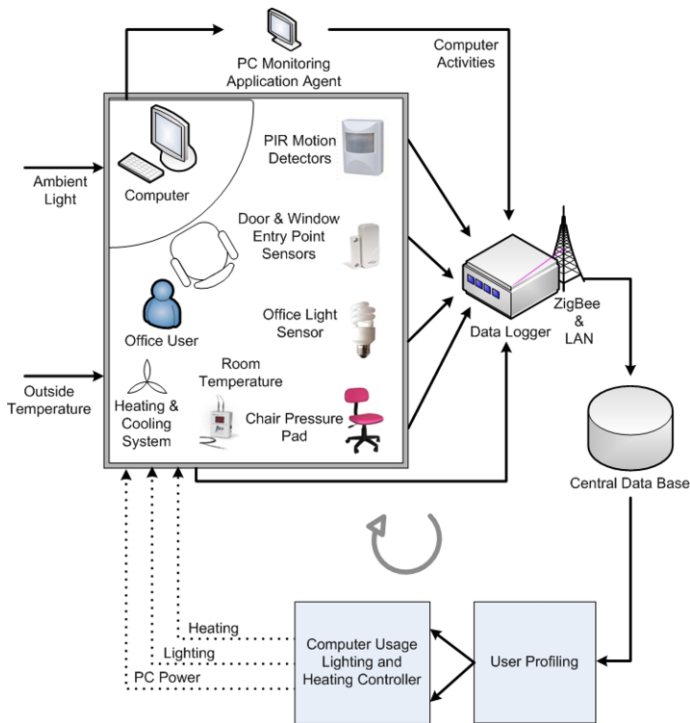 PC Monitoring
Application Agent
Computer
Activities
Ambient
Light
Computer
PIR Motion
Detectors
Door & Window
Entry Point
Sensors
Office User
Office Light
Sensor
Data Logger
ZigBee
&
LAN
Outside
Temperature
Heating &
Cooling
System
Room
Temperature
Chair Pressure
Pad
Central Data Base
Heating
Lighting
PC Power
Computer Usage
Lighting and
Heating Controller
User Profiling